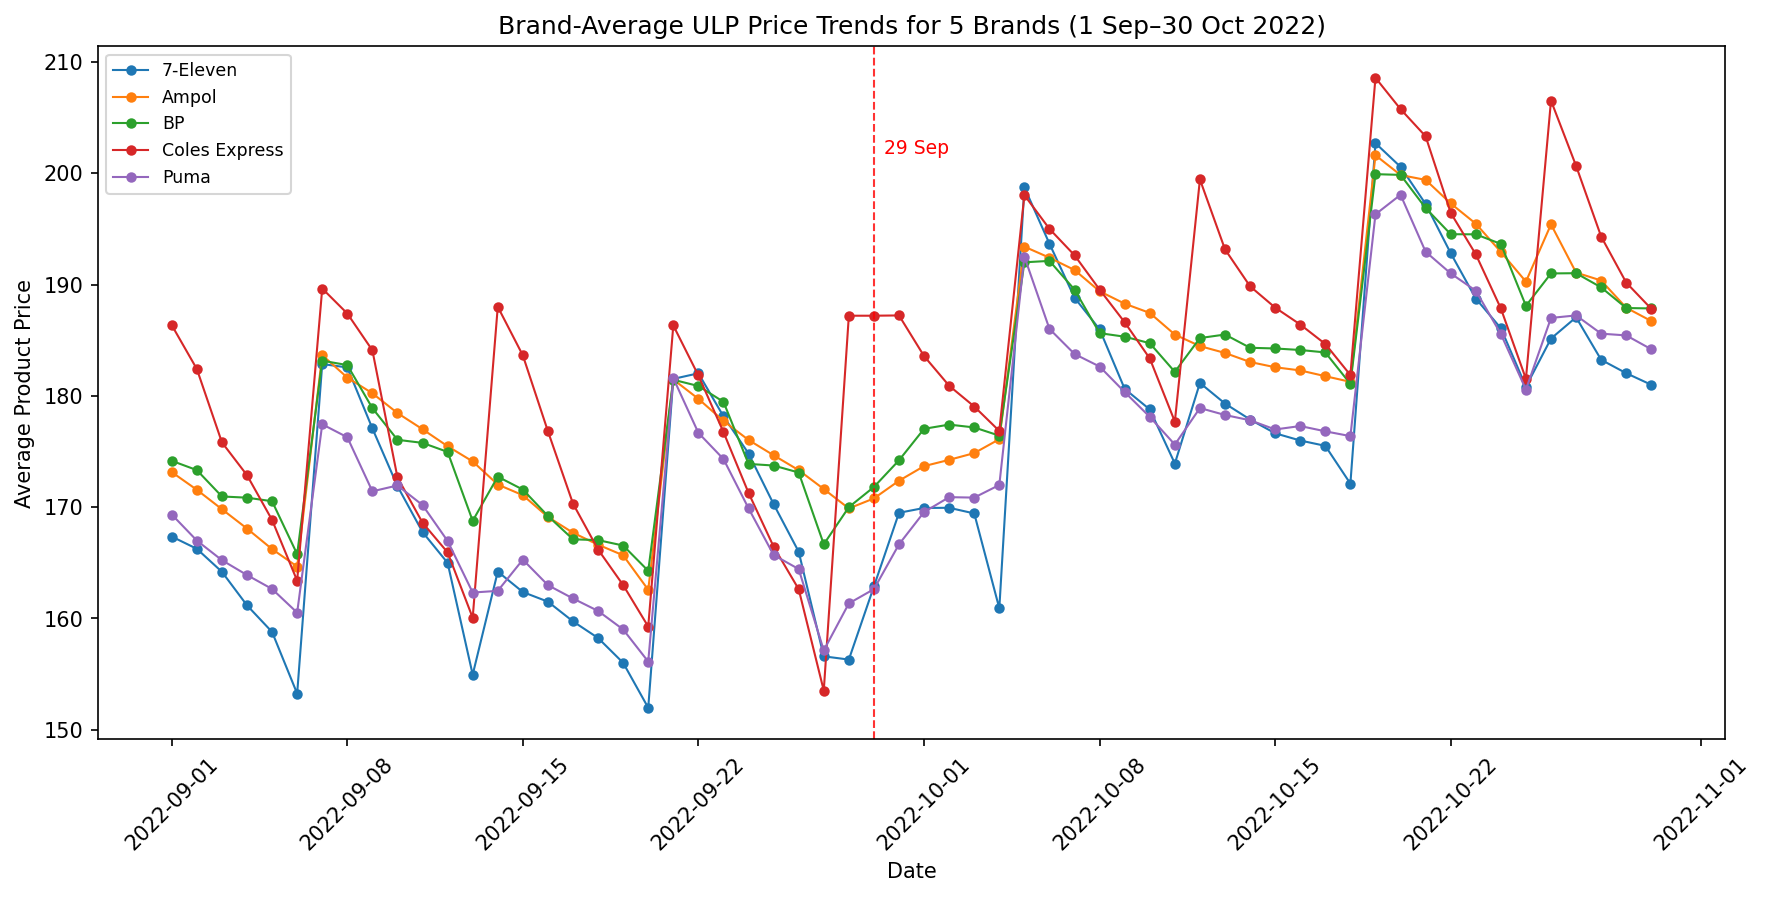 Brand-Average ULP Price Trends for 5 Brands (1 Sep–30 Oct 2022)
7-Eleven
Ampol
BP
Coles Express
Puma
29 Sep
Average Product Price
210
200
190
180
170
160
150
2022-09-01
2022-09-08
2022-09-15
2022-09-22
2022-10-01
2022-10-08
2022-10-15
2022-10-22
2022-11-01
Date